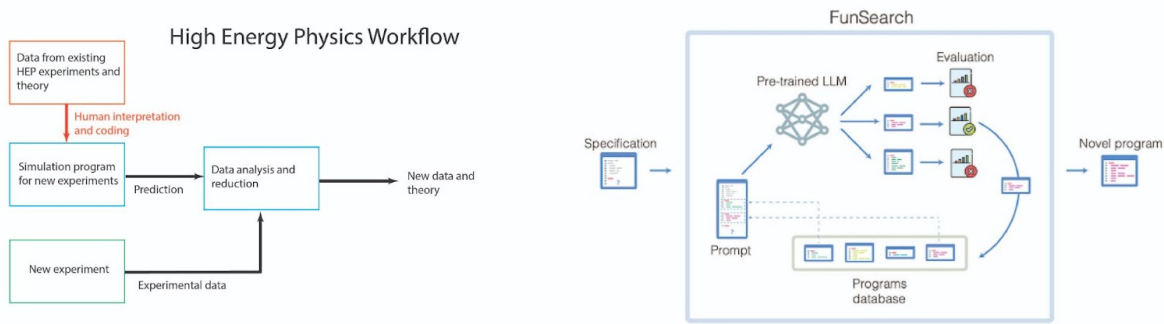 High Energy Physics Workflow
Data from existing
HEP experiments and
theory
Human interpretation
and coding
Simulation program
for new experiments
Prediction
Data analysis and
reduction
New data and
theory
New experiment
Experimental data
FunSearch
Specification
Pre-trained LLM
Evaluation
Novel program
Prompt
Programs
database